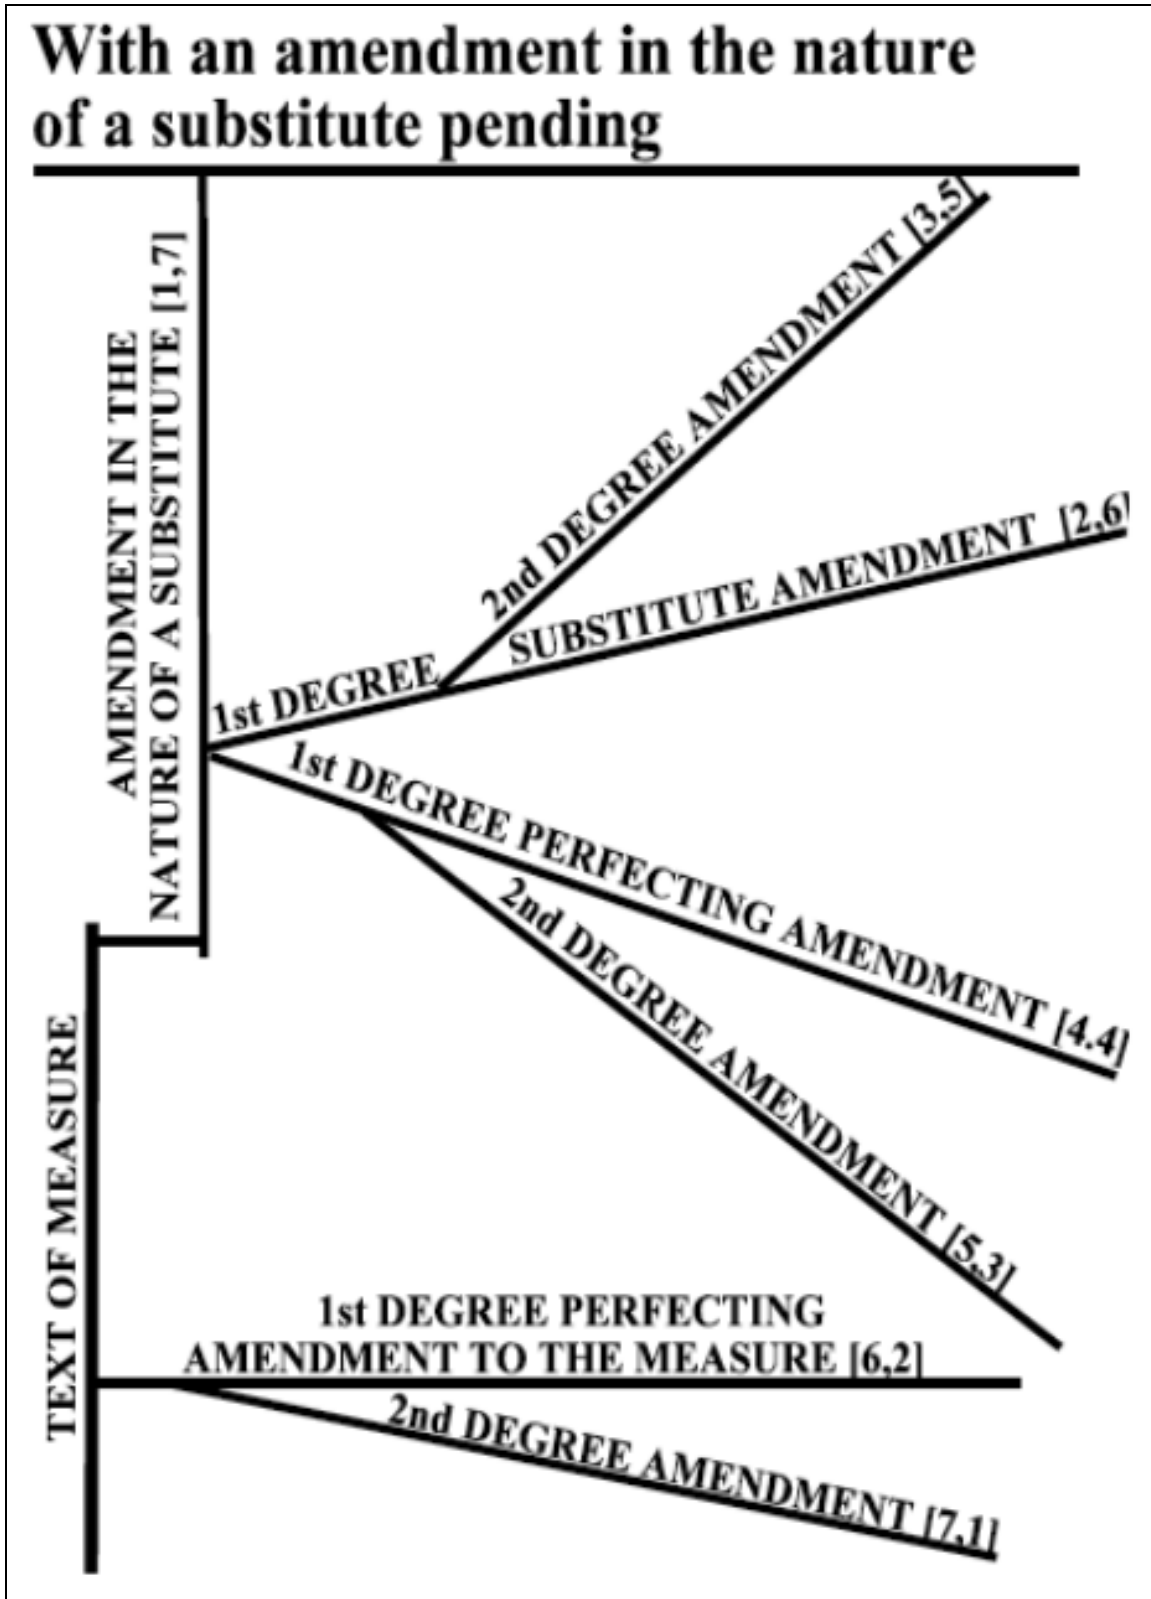 With an amendment in the nature
of a substitute pending
AMENDMENT IN THE
NATURE OF A SUBSTITUTE [1,7]
2nd DEGREE AMENDMENT [3,5]
1st DEGREE SUBSTITUTE AMENDMENT [2,6]
1st DEGREE PERFECTING AMENDMENT [4.4]
2nd DEGREE AMENDMENT [5,3]
TEXT OF MEASURE
1st DEGREE PERFECTING
AMENDMENT TO THE MEASURE [6,2]
2nd DEGREE AMENDMENT [7,1]